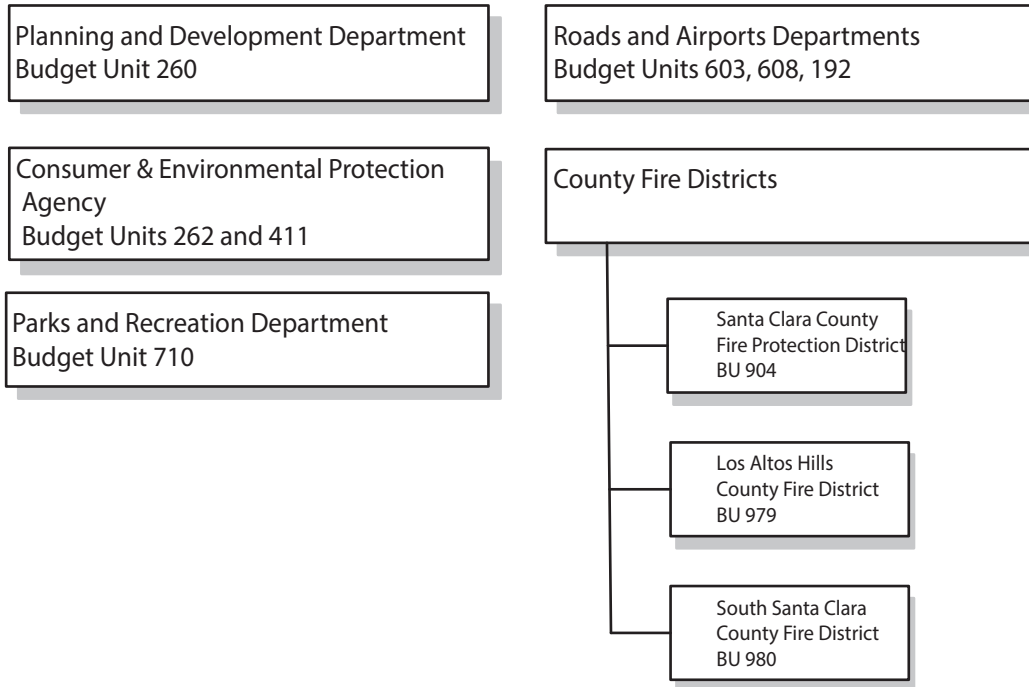 Planning and Development Department
Budget Unit 260
Consumer & Environmental Protection
Agency
Budget Units 262 and 411
Parks and Recreation Department
Budget Unit 710
Roads and Airports Departments
Budget Units 603, 608, 192
County Fire Districts
Santa Clara County
Fire Protection District
BU 904
Los Altos Hills
County Fire District
BU 979
South Santa Clara
County Fire District
BU 980